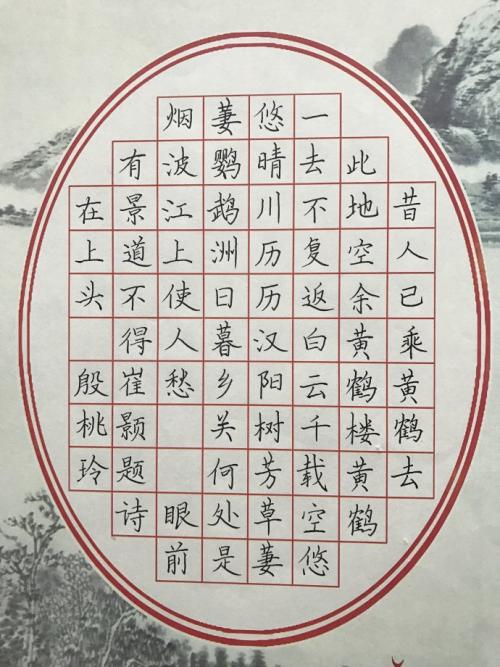 昔人已乘黄鹤去
此地空余黄鹤楼黄鹤
一去不复返白云千载空悠
悠晴川历历汉阳树芳草萋
萋鹦鹉洲日暮乡关何处是
烟波江上使人愁 眼前
有景道不得崔颢题诗
在上头 殷桃玲